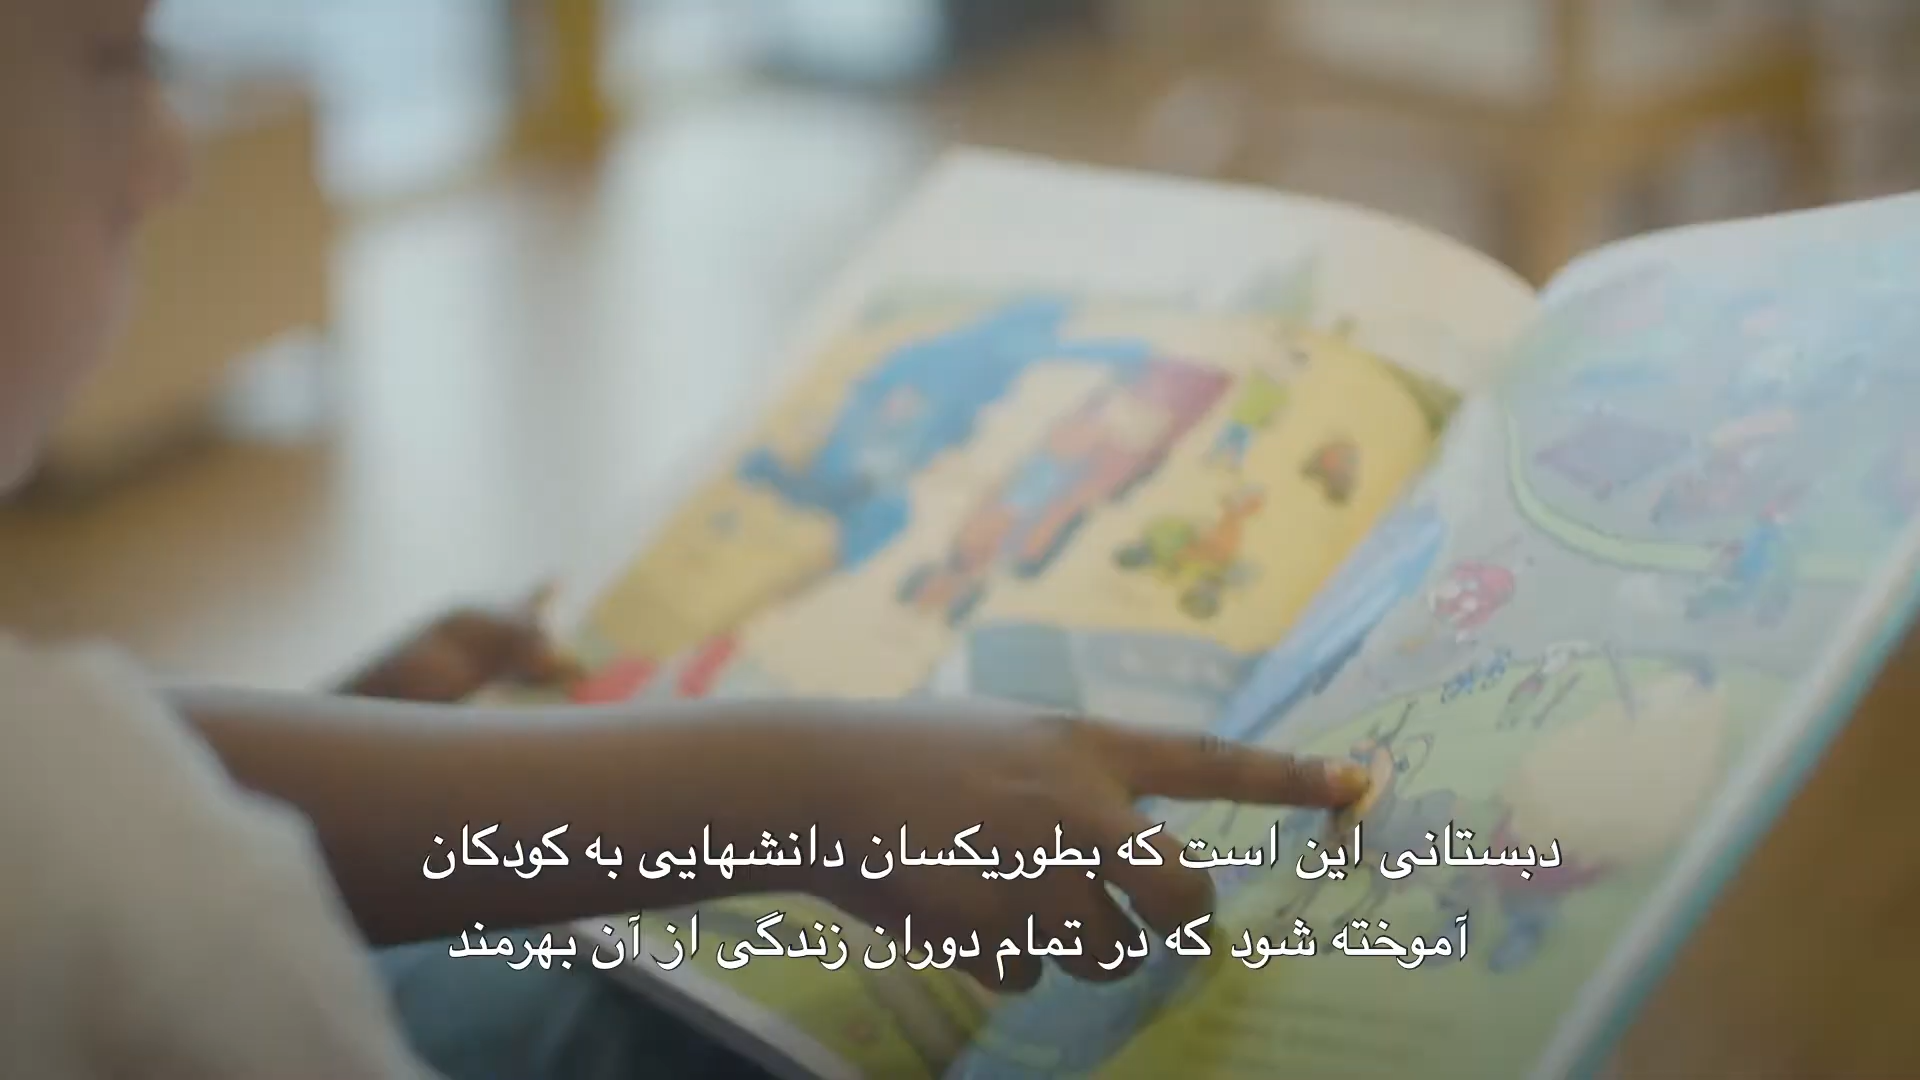 دبستانی این است که بطوریکسان دانشهایی به کودکان
آموخته شود که در تمام دوران زندگی از آن بهرمند